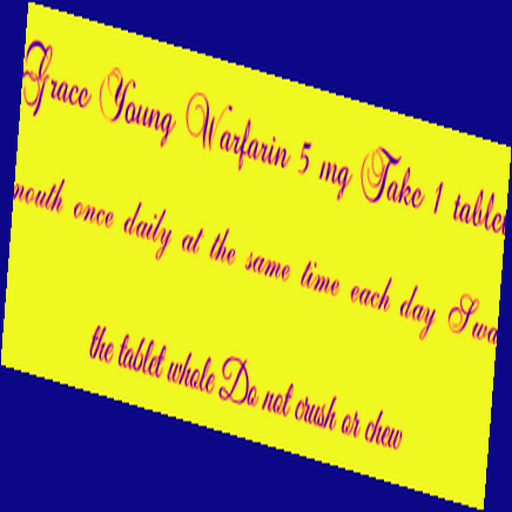 Grace Young Warfarin 5 mg Take 1 tablet
mouth once daily at the same time each day
the tablet whole Do not crush or chew